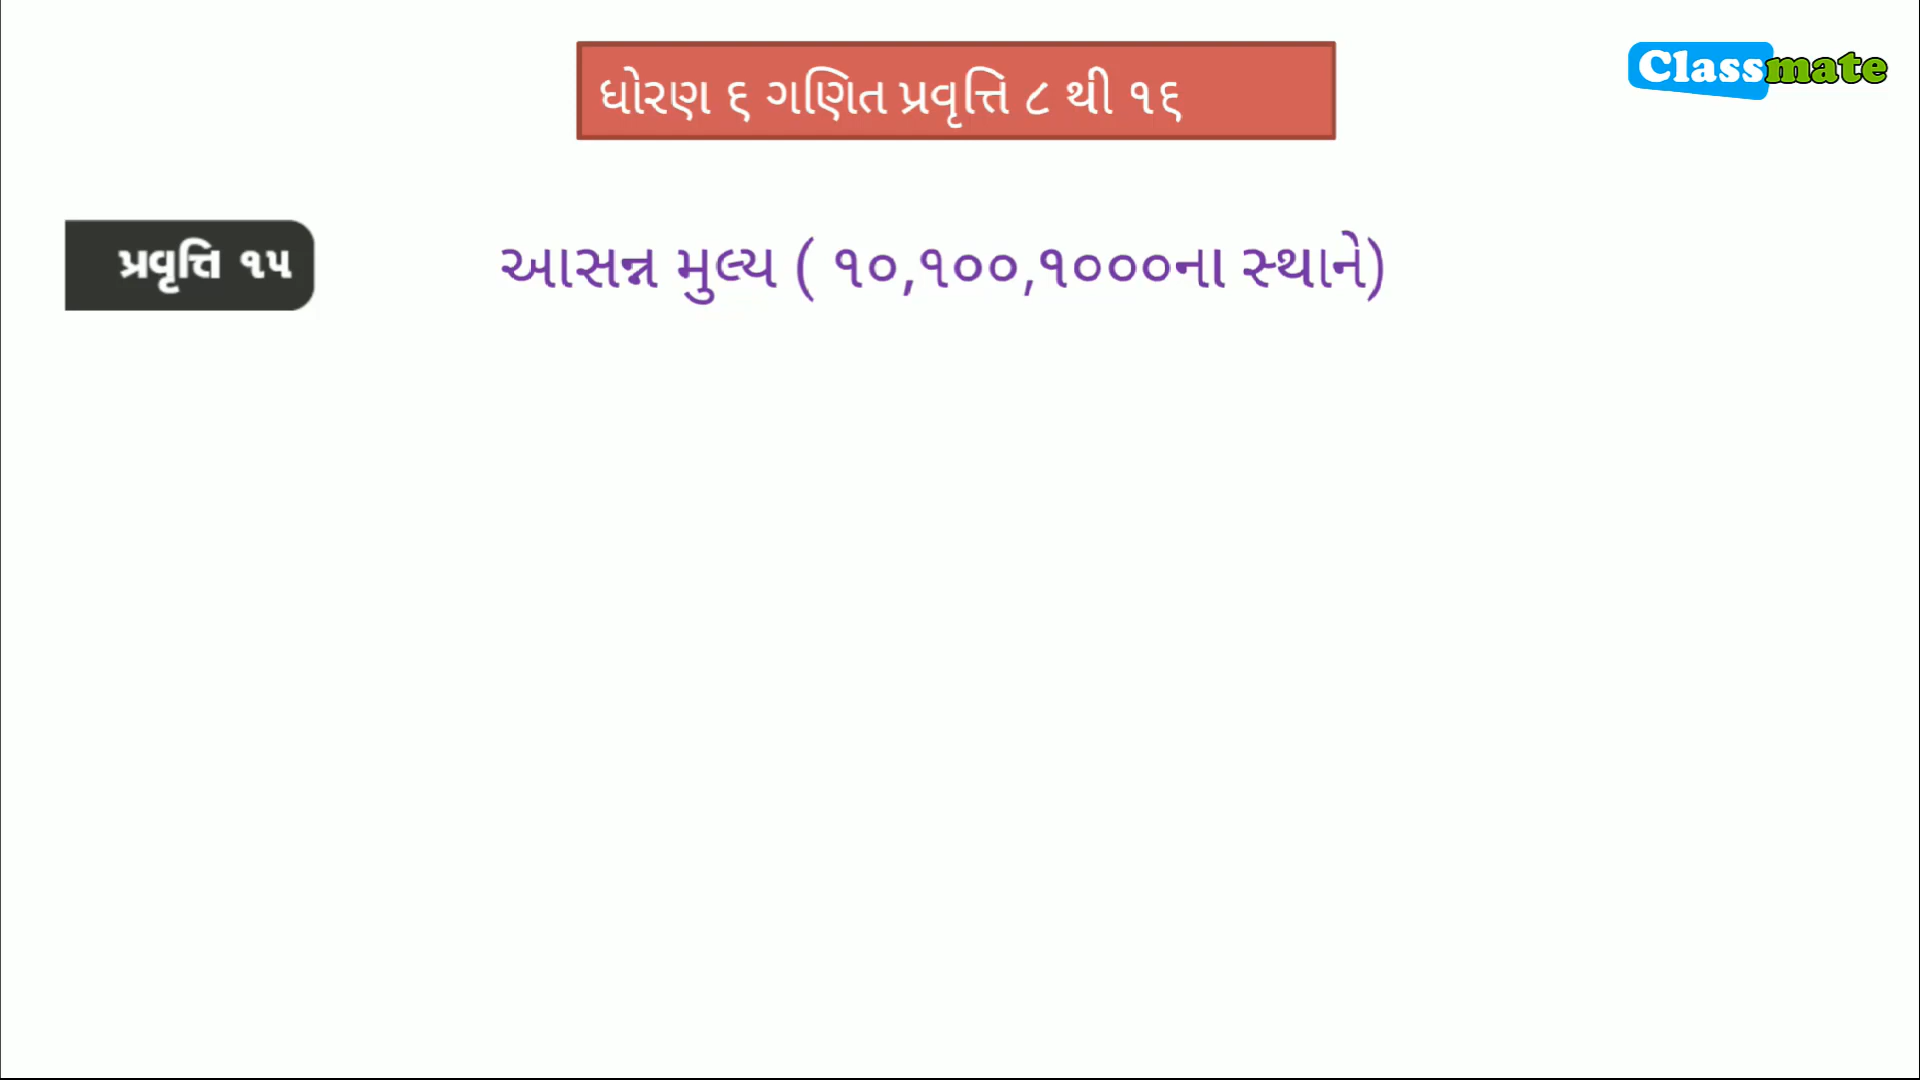 ધોરણ ૬ ગણિત પ્રવૃત્તિ ૮ થી ૧૬
Classmate
પ્રવૃત્તિ ૧૫
આસન્ન મુલ્ય ( ૧૦,૧૦૦,૧૦૦૦ના સ્થાને)